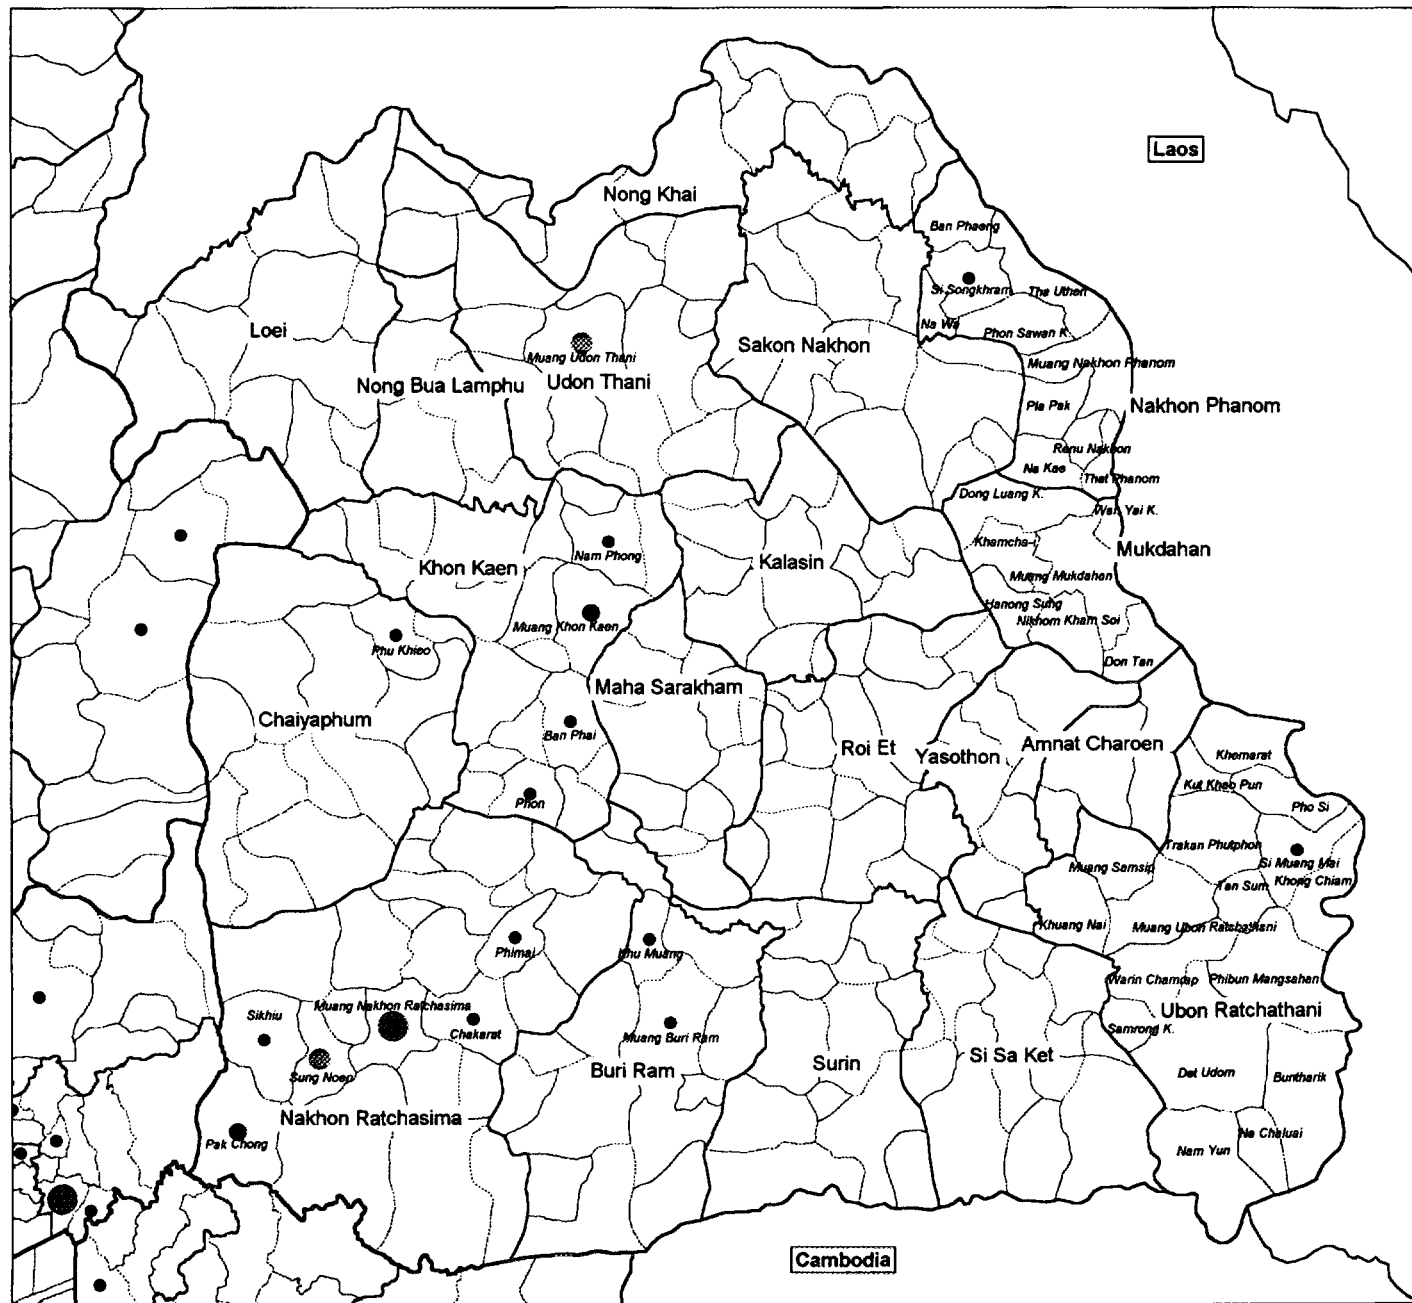 Laos
Nong Khai
Ban Phaeng
Si Songkhram
Tha Uthen
Na Wa
Phon Sawan K.
Loei
Sakon Nakhon
Muang Udon Thani
Nong Bua Lamphu
Udon Thani
Muang Nakhon Phanom
Pla Pak
Nakhon Phanom
Renu Nakhon
Na Kae
That Phanom
Dong Luang K.
Wan Yai K.
Khamcha-I
Mukdahan
Nam Phong
Khon Kaen
Kalasin
Muang Mukdahan
Hanong Sung
Nikhom Kham Soi
Muang Khon Kaen
Phu Khieo
Don Tan
Maha Sarakham
Chaiyaphum
Ban Phai
Roi Et
Yasothon
Amnat Charoen
Khemarat
Kut Khao Pun
Phon
Pho Si
Trakan Phutphon
Si Muang Mai
Muang Samsip
Tan Sum
Khong Chiam
Khuang Nai
Muang Ubon Ratchathani
Phimai
Khu Muang
Warin Chamrap
Phibun Mangsahan
Muang Nakhon Ratchasima
Sikhiu
Chakarat
Muang Buri Ram
Ubon Ratchathani
Samrong K.
Sung Noen
Buri Ram
Surin
Si Sa Ket
Det Udom
Buntharik
Nakhon Ratchasima
Pak Chong
Na Chaluai
Nam Yun
Cambodia